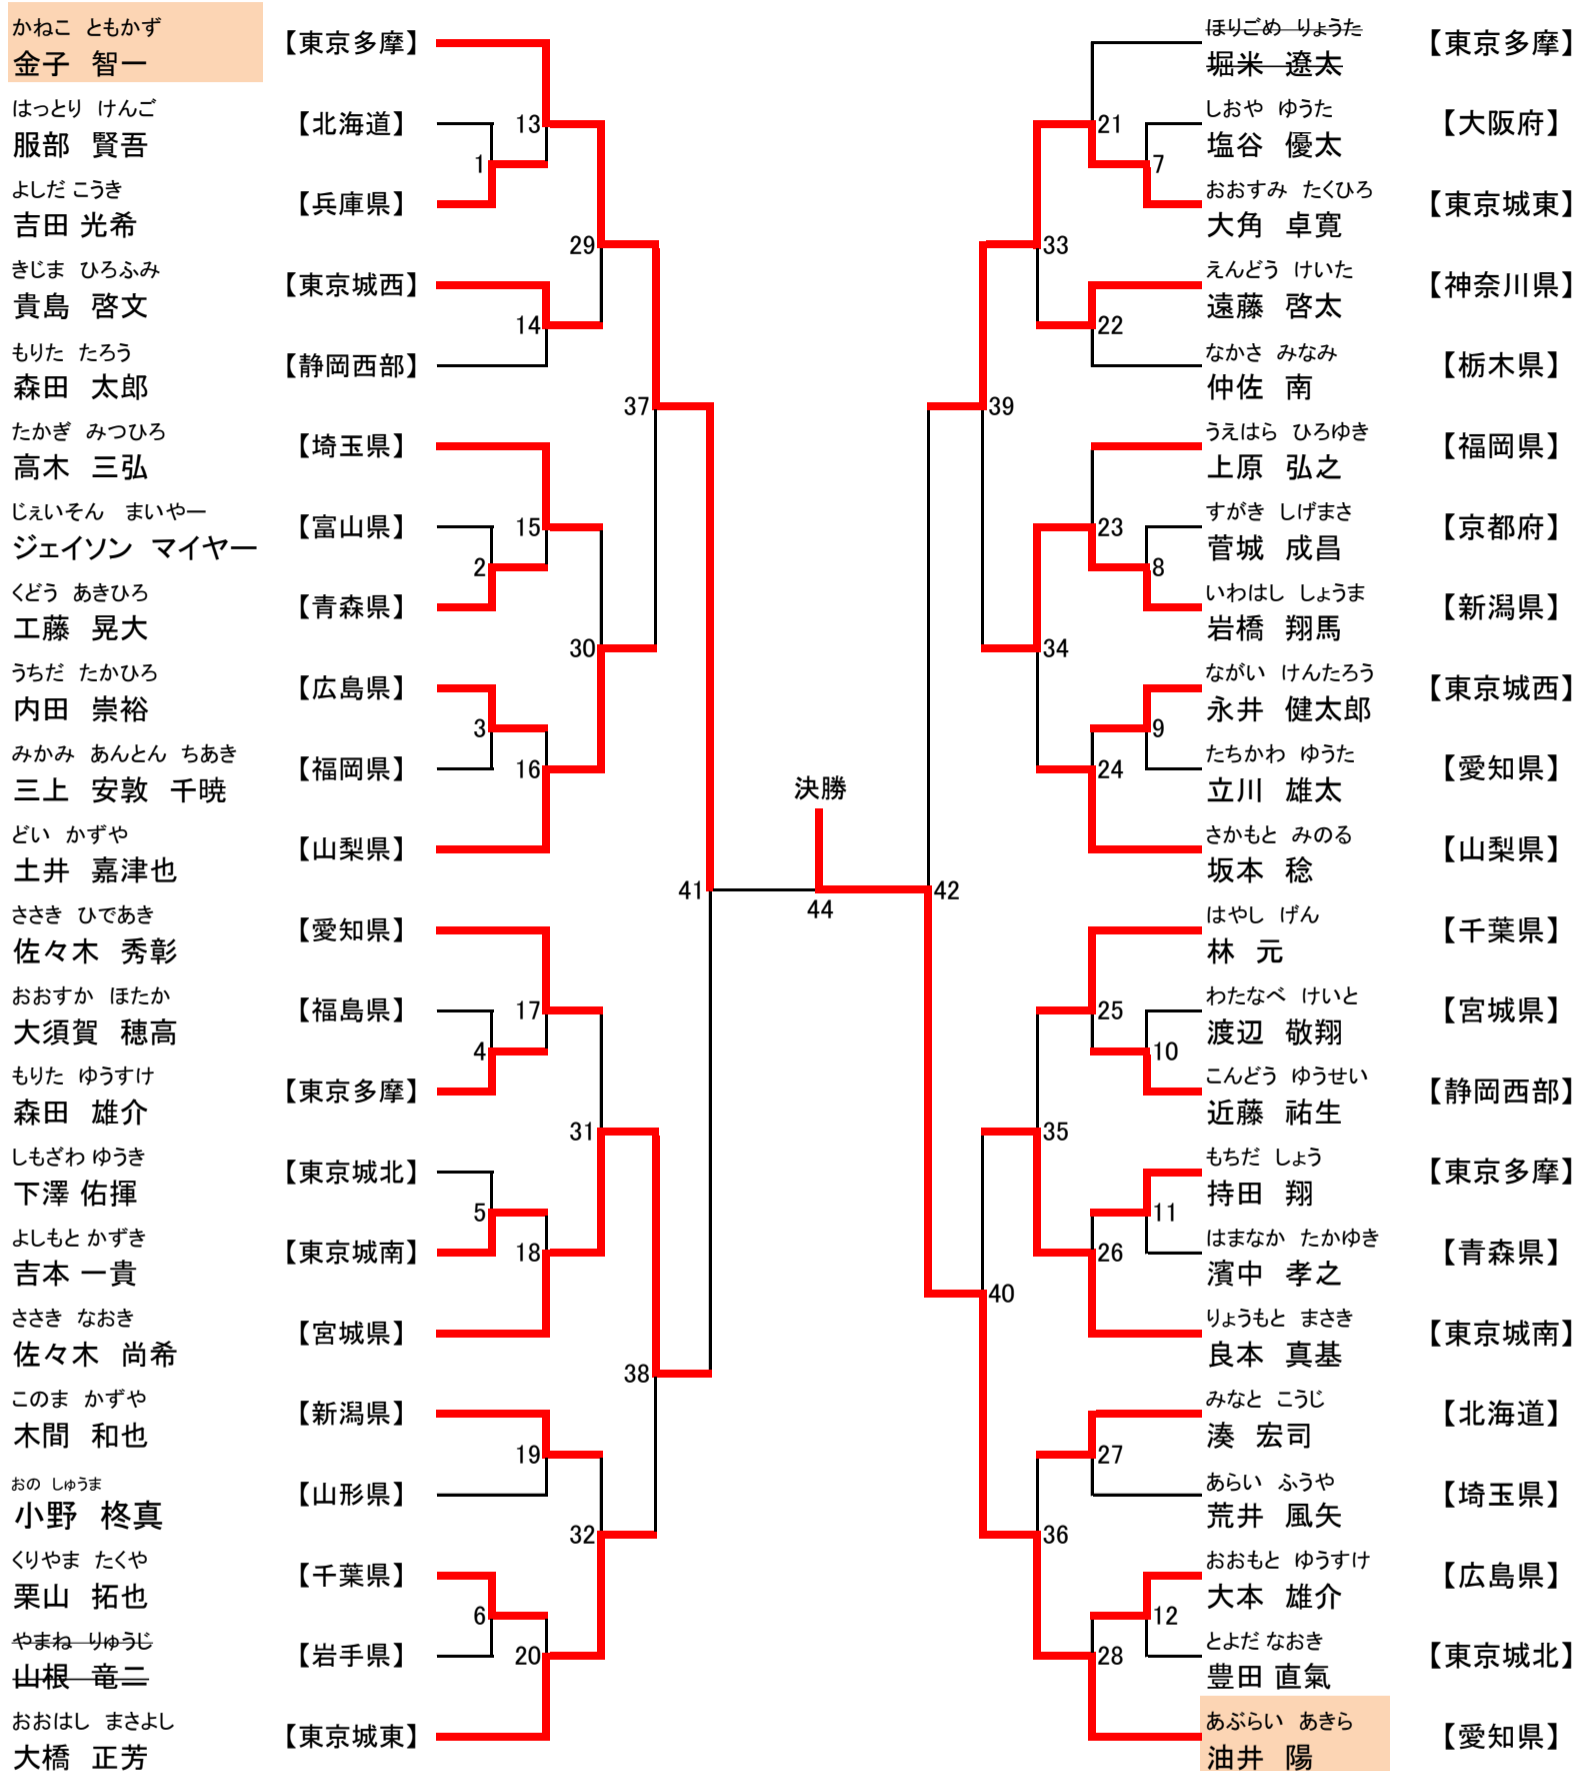 かねこ ともかず
金子 智一 【東京多摩】
はっとり けんご
服部 賢吾 【北海道】 13
1
よしだ こうき
吉田 光希 【兵庫県】
29
きじま ひろふみ
貴島 啓文 【東京城西】
14
もりた たろう
森田 太郎 【静岡西部】
37
たかぎ みつひろ
高木 三弘 【埼玉県】
じぇいそん まいやー
ジェイソン マイヤー 【富山県】 15
2
くどう あきひろ
工藤 晃大 【青森県】
30
うちだ たかひろ
内田 崇裕 【広島県】
3
みかみ あんとん ちあき
三上 安敦 千暁 【福岡県】 16
どい かずや
土井 嘉津也 【山梨県】
41
ささき ひであき
佐々木 秀彰 【愛知県】
おおすか ほたか
大須賀 穂高 【福島県】 17
4
もりた ゆうすけ
森田 雄介 【東京多摩】
31
しもざわ ゆうき
下澤 佑揮 【東京城北】
5
よしもと かずき
吉本 一貴 【東京城南】 18
ささき なおき
佐々木 尚希 【宮城県】
38
このま かずや
木間 和也 【新潟県】
19
おの しゅうま
小野 柊真 【山形県】
32
くりやま たくや
栗山 拓也 【千葉県】
6
やまね りゅうじ
山根 竜二 【岩手県】 20
おおはし まさよし
大橋 正芳 【東京城東】
決勝
44
ほりごめ りょうた
堀米 遼太 【東京多摩】
しおや ゆうた
21 塩谷 優太 【大阪府】
7
おおすみ たくひろ
大角 卓寛 【東京城東】
33
えんどう けいた
遠藤 啓太 【神奈川県】
22
なかさ みなみ
仲佐 南 【栃木県】
39
うえはら ひろゆき
上原 弘之 【福岡県】
すがき しげまさ
23 菅城 成昌 【京都府】
8
いわはし しょうま
岩橋 翔馬 【新潟県】
34
ながい けんたろう
永井 健太郎 【東京城西】
9
たちかわ ゆうた
24 立川 雄太 【愛知県】
さかもと みのる
坂本 稔 【山梨県】
42
はやし げん
林 元 【千葉県】
わたなべ けいと
25 渡辺 敬翔 【宮城県】
10
こんどう ゆうせい
近藤 祐生 【静岡西部】
35
もちだ しょう
持田 翔 【東京多摩】
11
はまなか たかゆき
26 濱中 孝之 【青森県】
40
りょうもと まさき
良本 真基 【東京城南】
みなと こうじ
湊 宏司 【北海道】
27
あらい ふうや
荒井 風矢 【埼玉県】
36
おおもと ゆうすけ
大本 雄介 【広島県】
12
とよだ なおき
28 豊田 直氣 【東京城北】
あぶらい あきら
油井 陽 【愛知県】